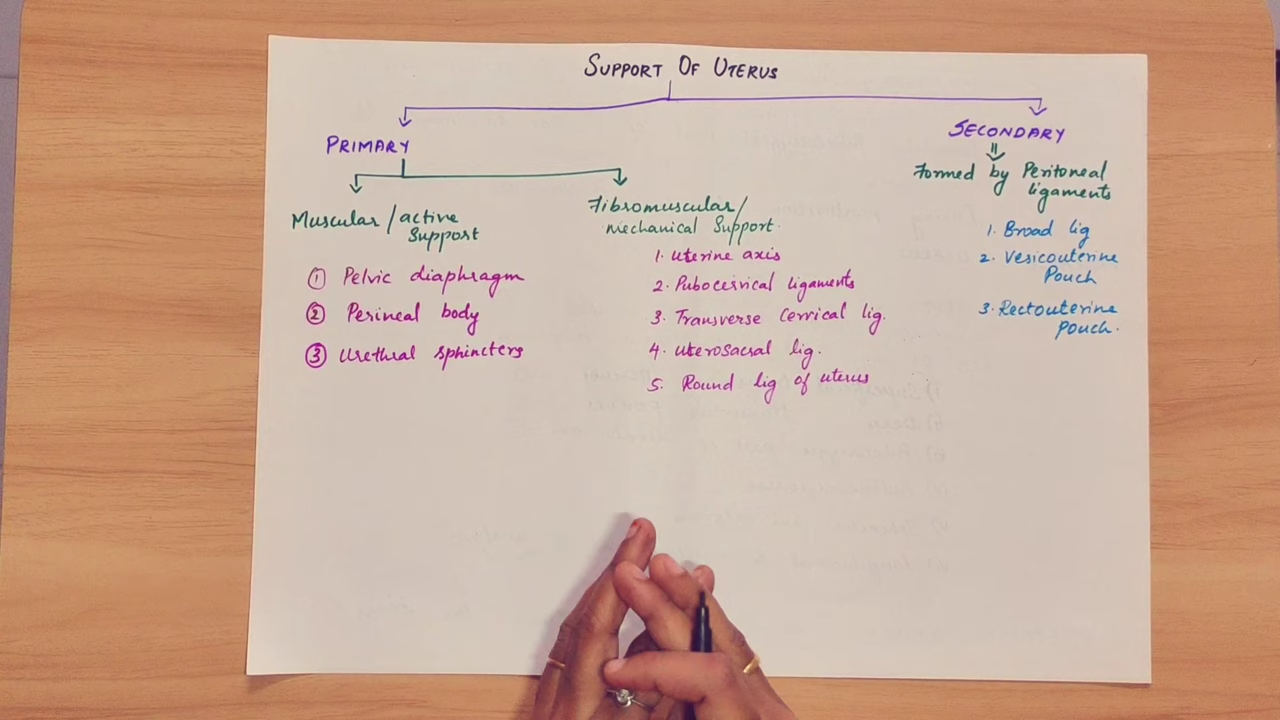 SUPPORT OF UTERUS
PRIMARY
Muscular/active
Support
① Pelvic diaphragm
② Perineal body
③ Urethral sphincters
Fibromuscular/
Mechanical Support.
1. Uterine axis
2. Pubocervical ligaments
3. Transverse Cervical lig.
4. Uterosacral lig.
5. Round lig of uterus
SECONDARY
Formed by Peritoneal
ligaments
1. Broad lig
2. Vesicouterine
Pouch
3. Rectouterine
Pouch.